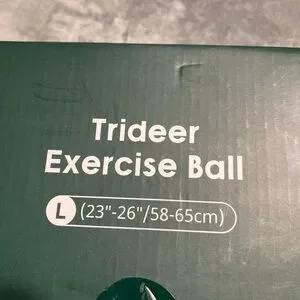 Trideer
Exercise Ball
L (23"-26"/58-65cm)